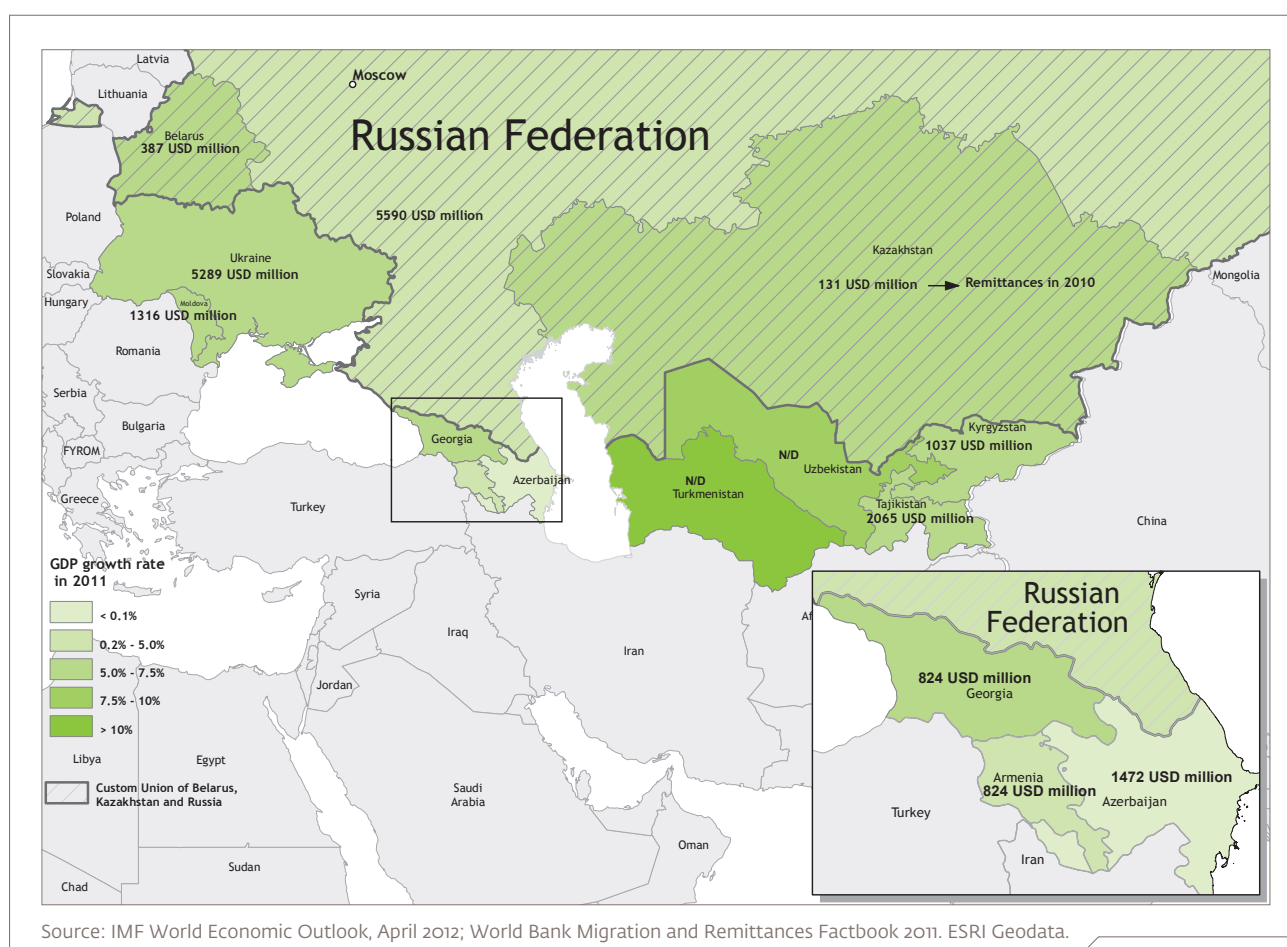 Latvia
Moscow
Lithuania
Russian Federation
Belarus
387 USD million
Poland
5590 USD million
Ukraine
5289 USD million
Kazakhstan
131 USD million
Remittances in 2010
Slovakia
Mongolia
Hungary
Moldova
1316 USD million
Romania
Serbia
Bulgaria
Georgia
Kyrgyzstan
1037 USD million
FYROM
N/D
Uzbekistan
Azerbaijan
N/D
Turkmenistan
Greece
Turkey
Tajikistan
2065 USD million
China
GDP growth rate
in 2011
< 0.1%
0.2% - 5.0%
5.0% - 7.5%
7.5% - 10%
> 10%
Syria
Iraq
Iran
Af
Jordan
Libya
Egypt
Custom Union of Belarus,
Kazakhstan and Russia
Saudi
Arabia
Oman
Sudan
Chad
Russian
Federation
824 USD million
Georgia
Armenia
824 USD million
1472 USD million
Azerbaijan
Turkey
Iran
Source: IMF World Economic Outlook, April 2012; World Bank Migration and Remittances Factbook 2011. ESRI Geodata.